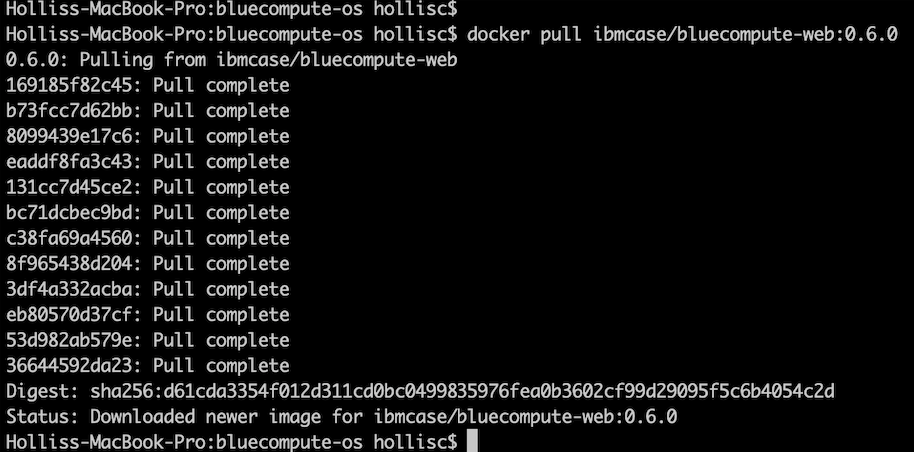 Holliss-MacBook-Pro:bluecompute-os hollisc$
Holliss-MacBook-Pro:bluecompute-os hollisc$ docker pull ibmcase/bluecompute-web:0.6.0
0.6.0: Pulling from ibmcase/bluecompute-web
169185f82c45: Pull complete
b73fcc7d62bb: Pull complete
8099439e17c6: Pull complete
eaddf8fa3c43: Pull complete
131cc7d45ce2: Pull complete
bc71dcbec9bd: Pull complete
c38fa69a4560: Pull complete
8f965438d204: Pull complete
3df4a332acba: Pull complete
eb80570d37cf: Pull complete
53d982ab579e: Pull complete
36644592da23: Pull complete
Digest: sha256:d61cda3354f012d311cd0bc0499835976fea0b3602cf99d29095f5c6b4054c2d
Status: Downloaded newer image for ibmcase/bluecompute-web:0.6.0
Holliss-MacBook-Pro:bluecompute-os hollisc$